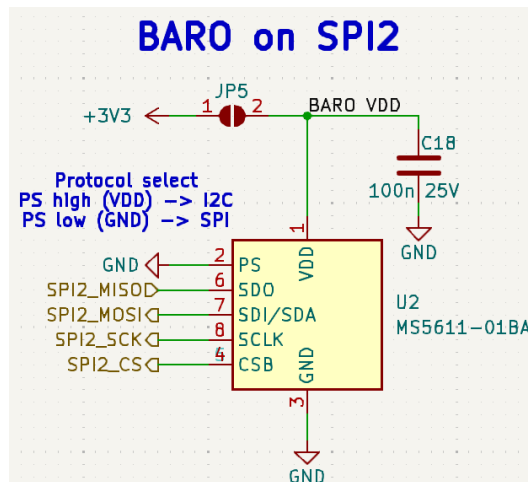 BARO on SPI2
JP5
+3V3
1
2
BARO VDD
C18
100n 25V
GND
Protocol select
PS high (VDD) -> I2C
PS low (GND) -> SPI
1
VDD
GND
2
PS
SPI2_MISO
6
SDO
SPI2_MOSI
7
SDI/SDA
SPI2_SCK
8
SCLK
SPI2_CS
4
CSB
U2
MS5611-01BA
GND
3
GND